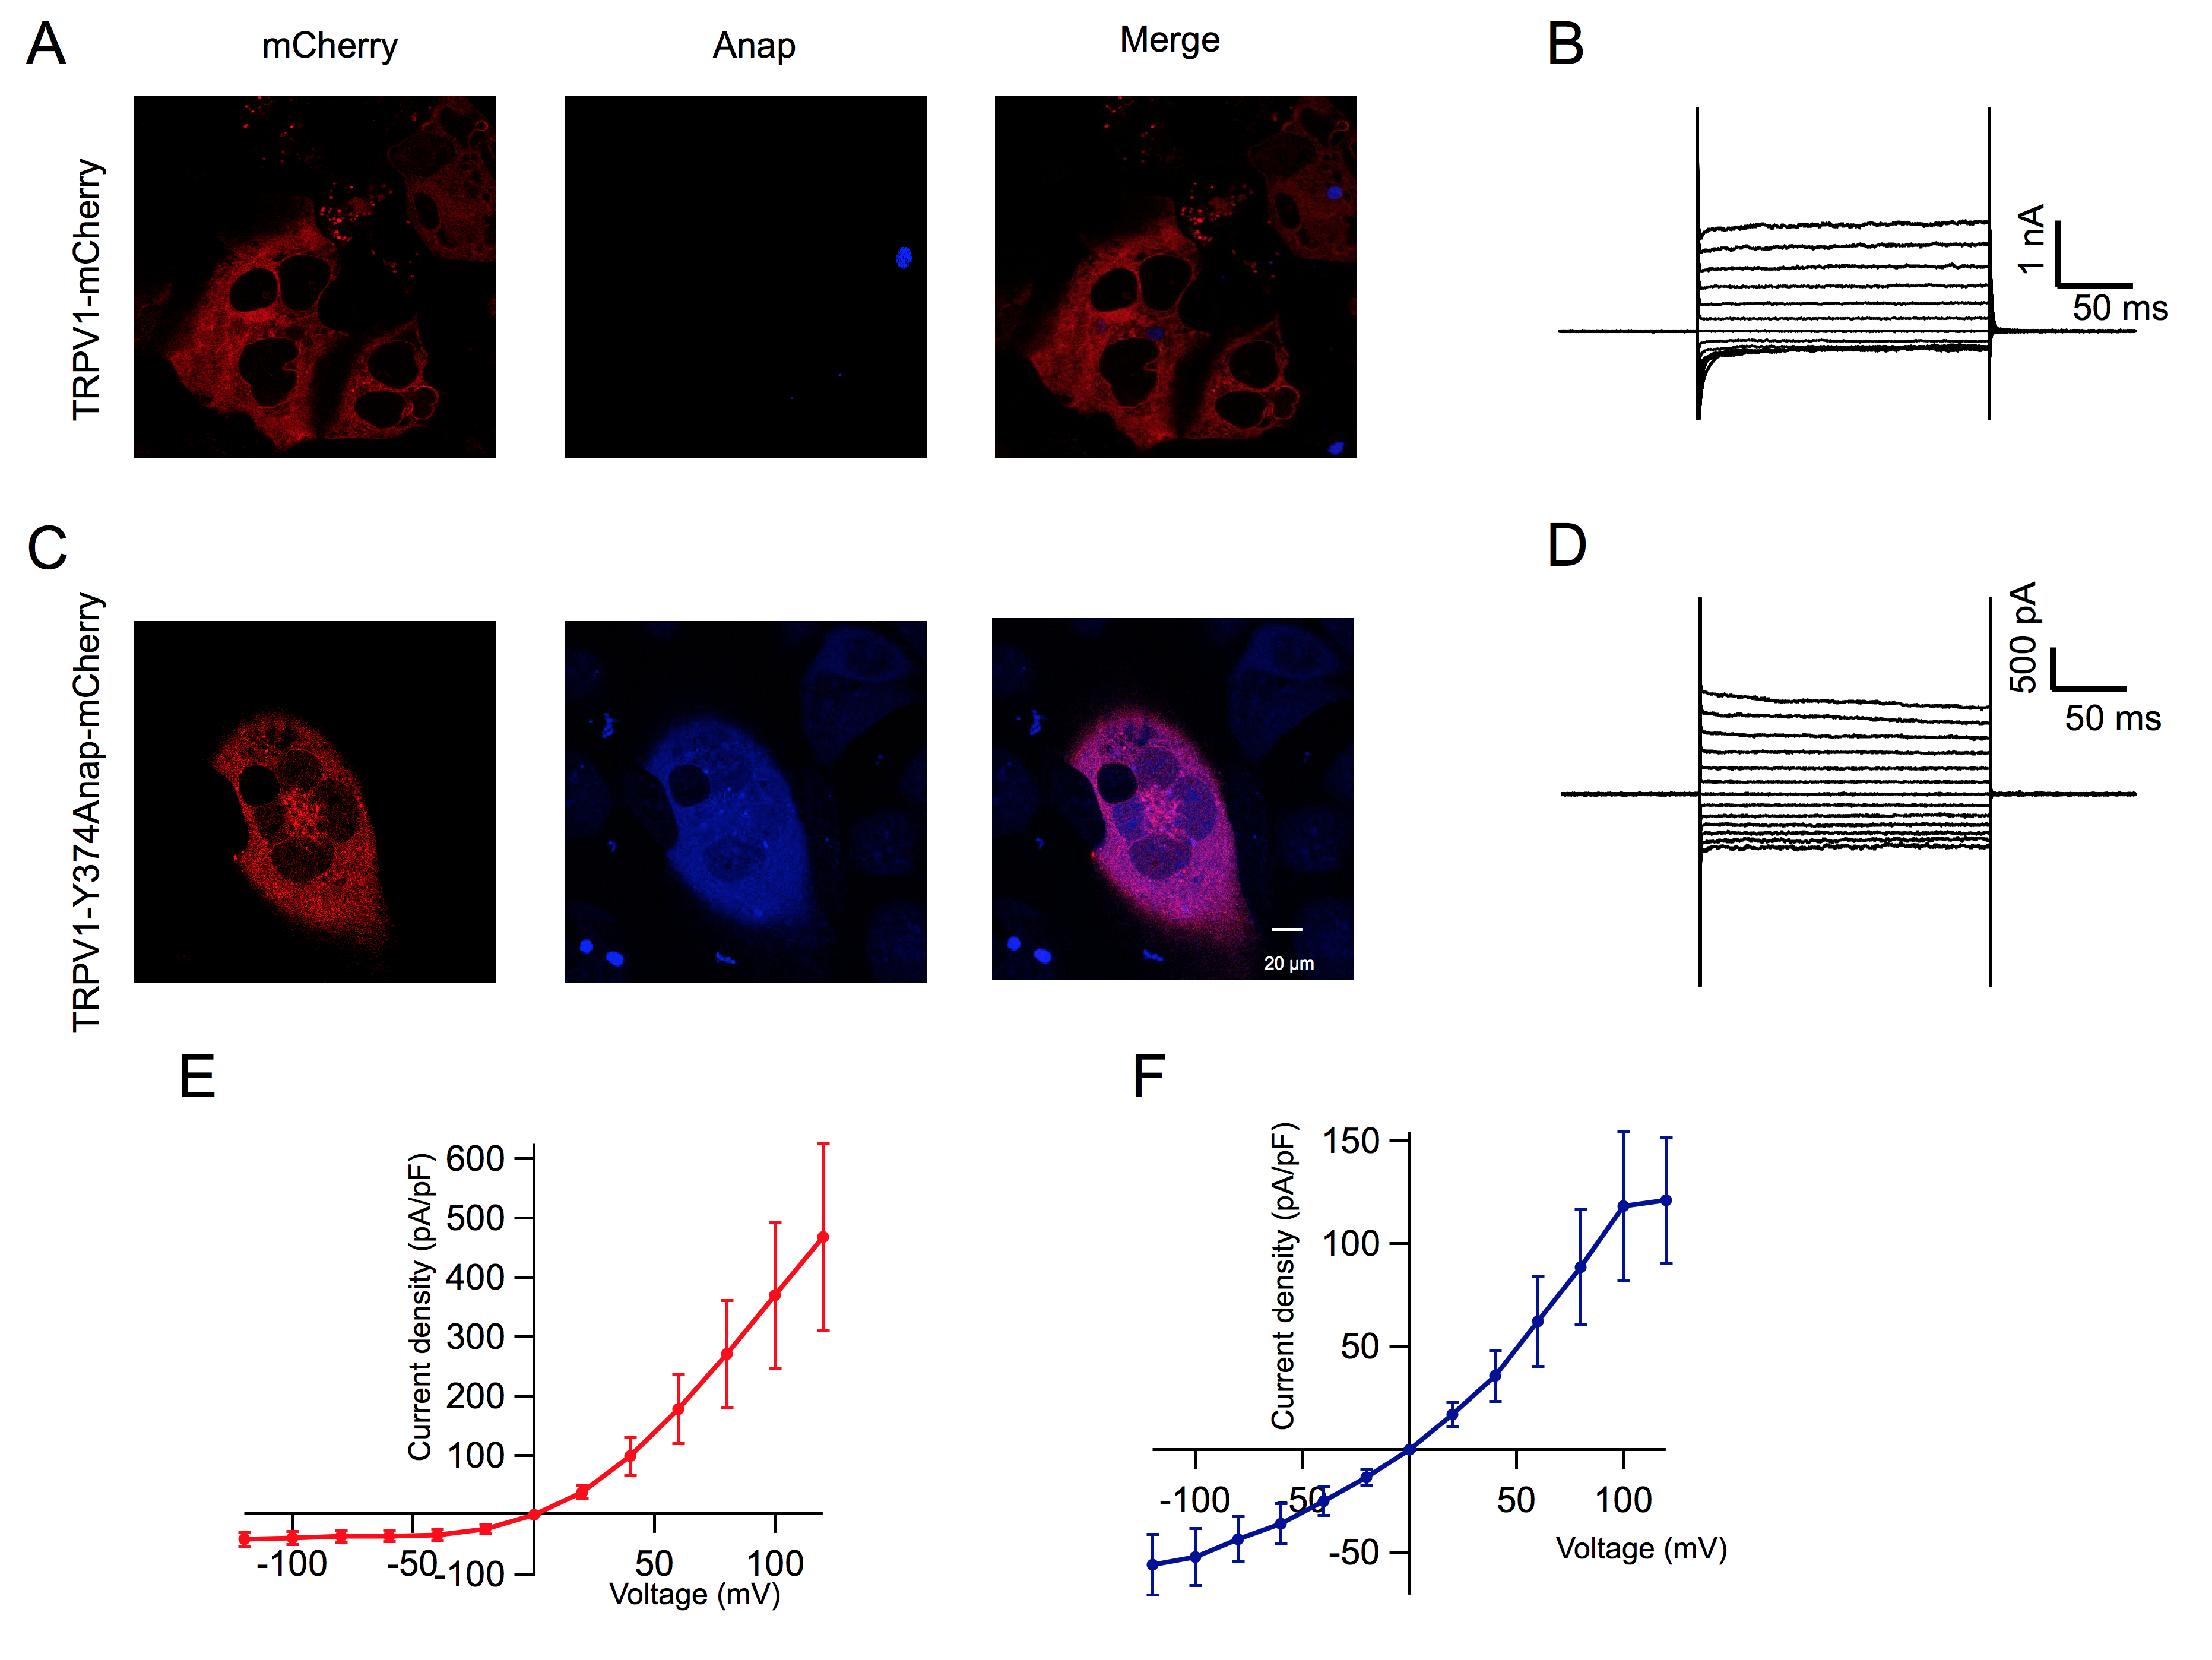 A
mCherry
Anap
Merge
B
TRPV1-mCherry
1 nA
50 ms
C
D
TRPV1-Y374Anap-mCherry
20 µm
500 pA
50 ms
E
F
Current density (pA/pF)
600
500
400
300
200
100
-100
-100
-50
50
100
Voltage (mV)
Current density (pA/pF)
150
100
50
-50
-100
-50
50
100
Voltage (mV)